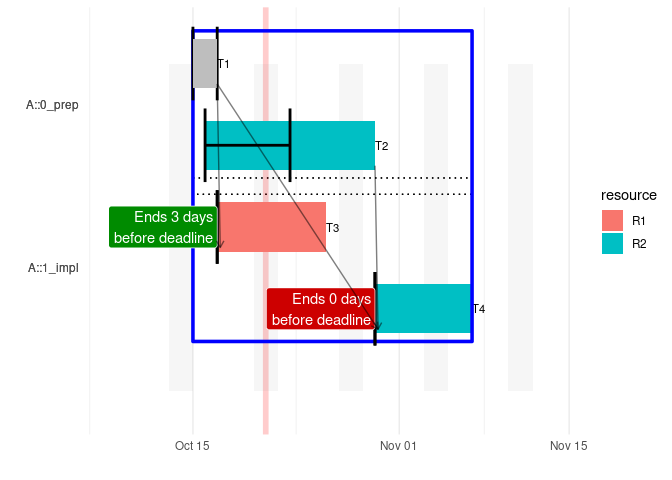 T1
A::0_prep
T2
resource
Ends 3 days
before deadline
T3
R1
R2
A::1_impl
Ends 0 days
before deadline
T4
Oct 15
Nov 01
Nov 15